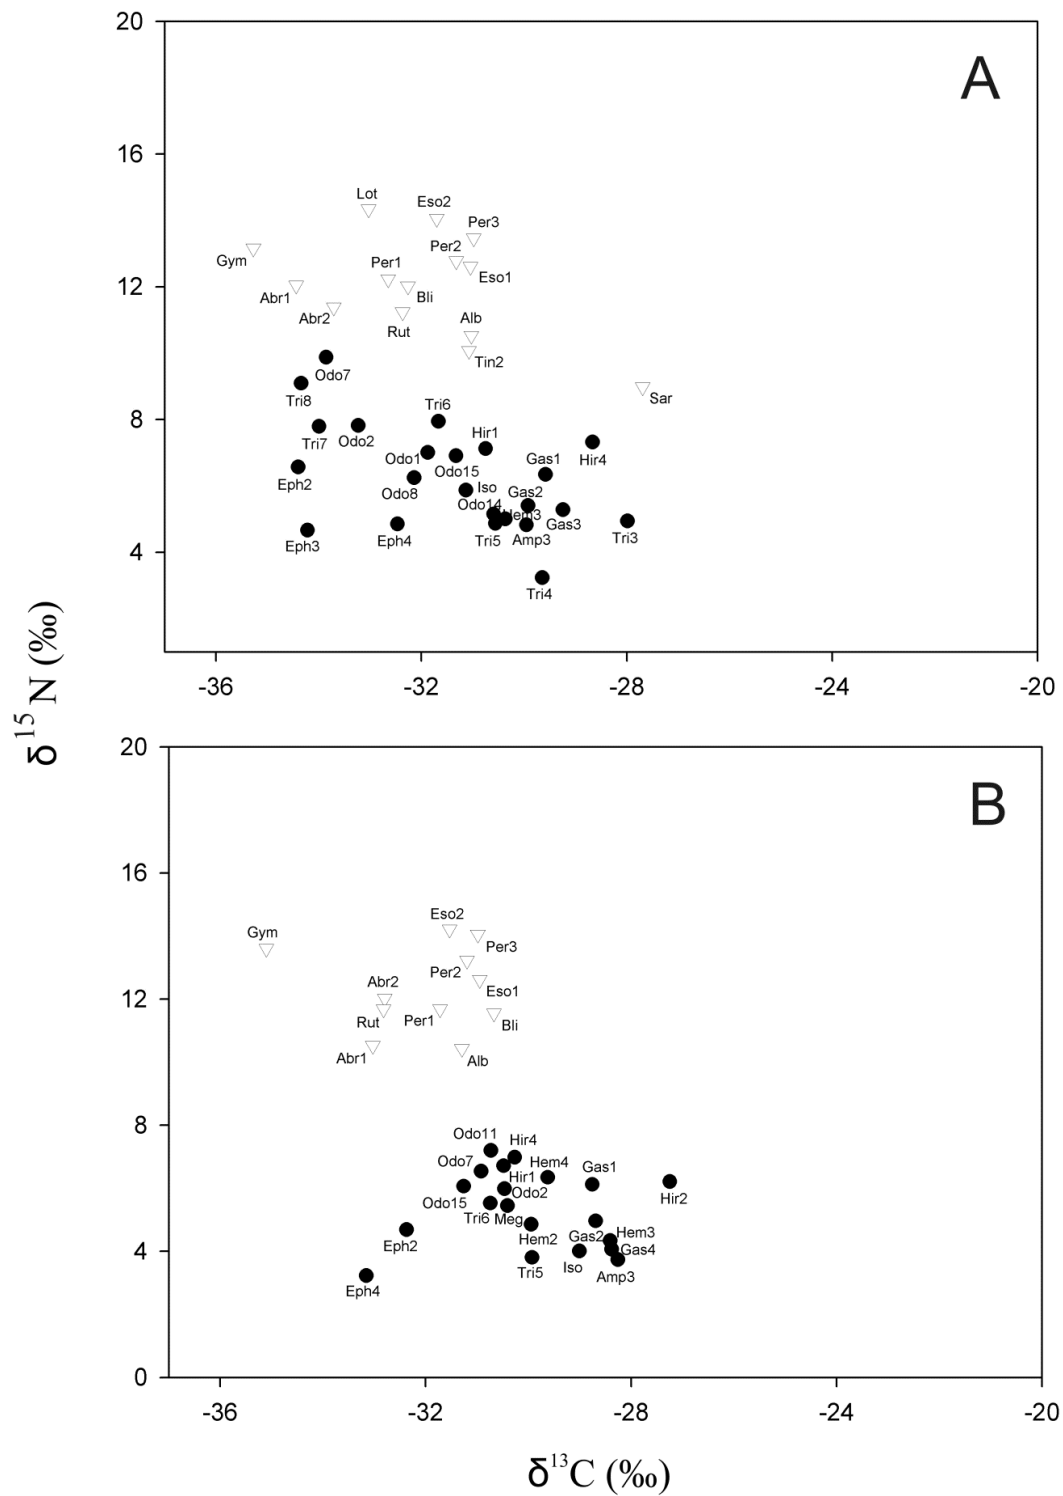 20
A
16
Lot
Eso2
Per3
Per2
Gym
Per1
Eso1
12
Abr1
Bli
Abr2
Rut
Alb
Tin2
Odo7
Sar
Tri8
Tri6
8
Hir1
Tri7
Odo2
Odo1
Gas1
Hir4
Odo15
Eph2
Odo8
Iso
Gas2
Odo14
Hem3
Gas3
Eph3
Eph4
Tri5
Amp3
Tri3
4
Tri4
-36
-32
-28
-24
-20
δ15 N (‰)
20
B
16
Eso2
Gym
Per3
Per2
Abr2
Eso1
12
Rut
Per1
Bli
Abr1
Alb
8
Odo11
Hir4
Odo7
Hem4
Gas1
Hir1
Odo2
Hir2
Odo15
Tri6
Meg
Hem3
Gas2
Hem2
Eph2
Gas4
4
Iso
Tri5
Amp3
Eph4
0
-36
-32
-28
-24
-20
δ13C (‰)